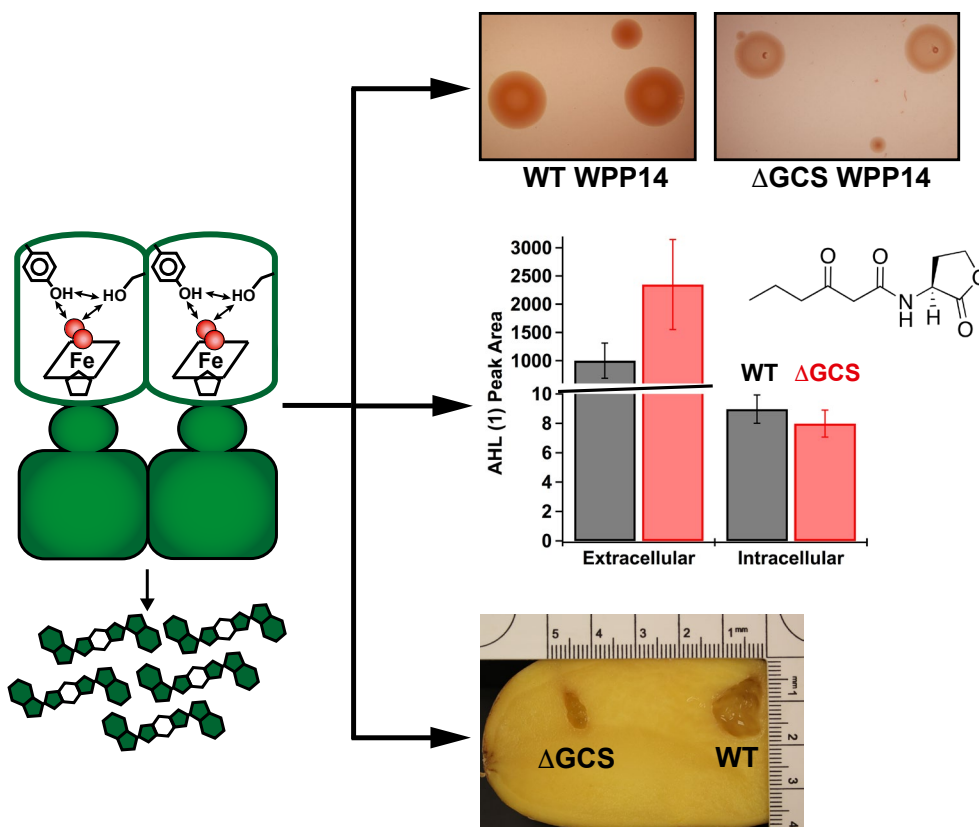 OH
HO
Fe
OH
HO
Fe
WT WPP14
ΔGCS WPP14
AHL (1) Peak Area
3000
2500
2000
1500
1000
10
8
6
4
2
0
Extracellular
Intracellular
WT
ΔGCS
O
O
N
H
H
O
O
5
4
3
2
1 mm
mm 1
2
3
4
ΔGCS
WT